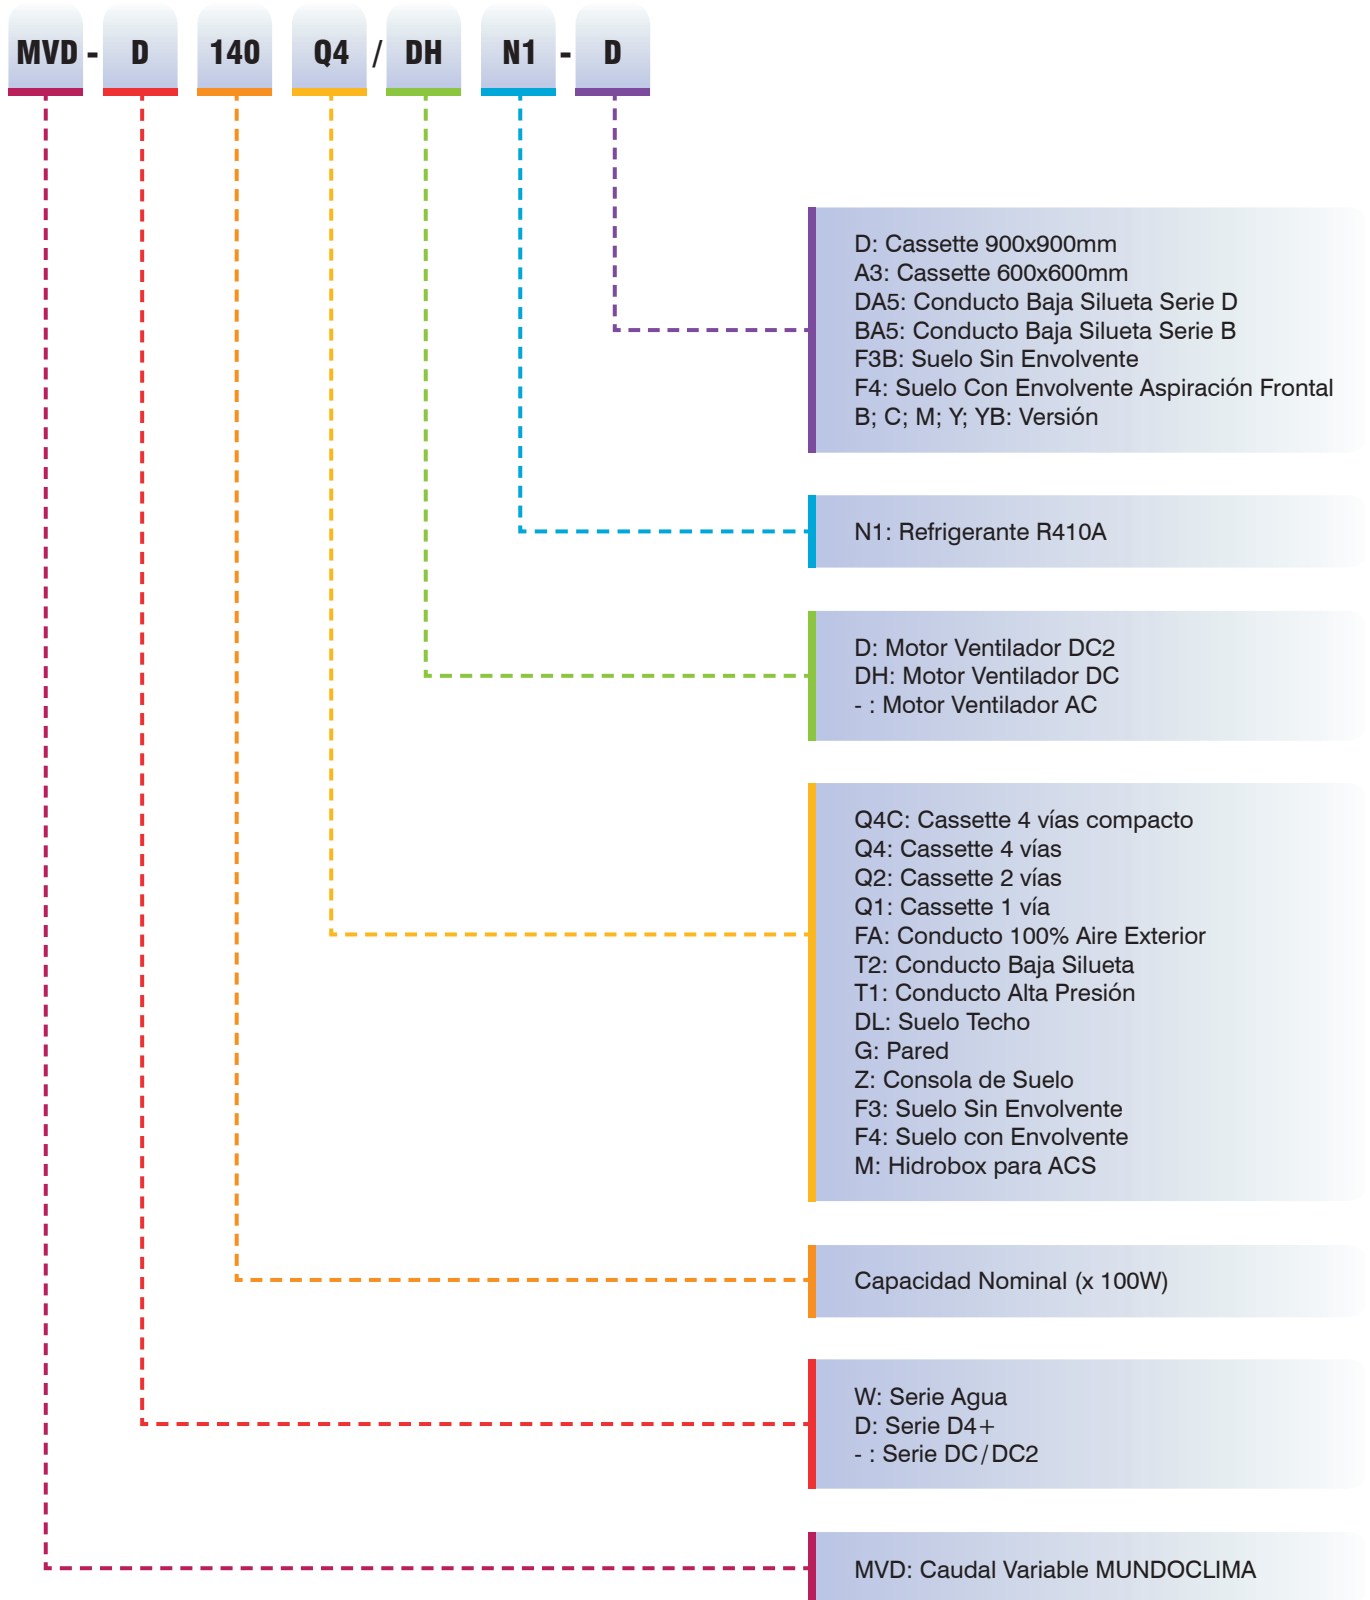 MVD - D 140 Q4 / DH N1 - D
D: Cassette 900x900mm
A3: Cassette 600x600mm
DA5: Conducto Baja Silueta Serie D
BA5: Conducto Baja Silueta Serie B
F3B: Suelo Sin Envolvente
F4: Suelo Con Envolvente Aspiración Frontal
B; C; M; Y; YB: Versión
N1: Refrigerante R410A
D: Motor Ventilador DC2
DH: Motor Ventilador DC
- : Motor Ventilador AC
Q4C: Cassette 4 vías compacto
Q4: Cassette 4 vías
Q2: Cassette 2 vías
Q1: Cassette 1 vía
FA: Conducto 100% Aire Exterior
T2: Conducto Baja Silueta
T1: Conducto Alta Presión
DL: Suelo Techo
G: Pared
Z: Consola de Suelo
F3: Suelo Sin Envolvente
F4: Suelo con Envolvente
M: Hidrobox para ACS
Capacidad Nominal (x 100W)
W: Serie Agua
D: Serie D4+
- : Serie DC/DC2
MVD: Caudal Variable MUNDOCLIMA